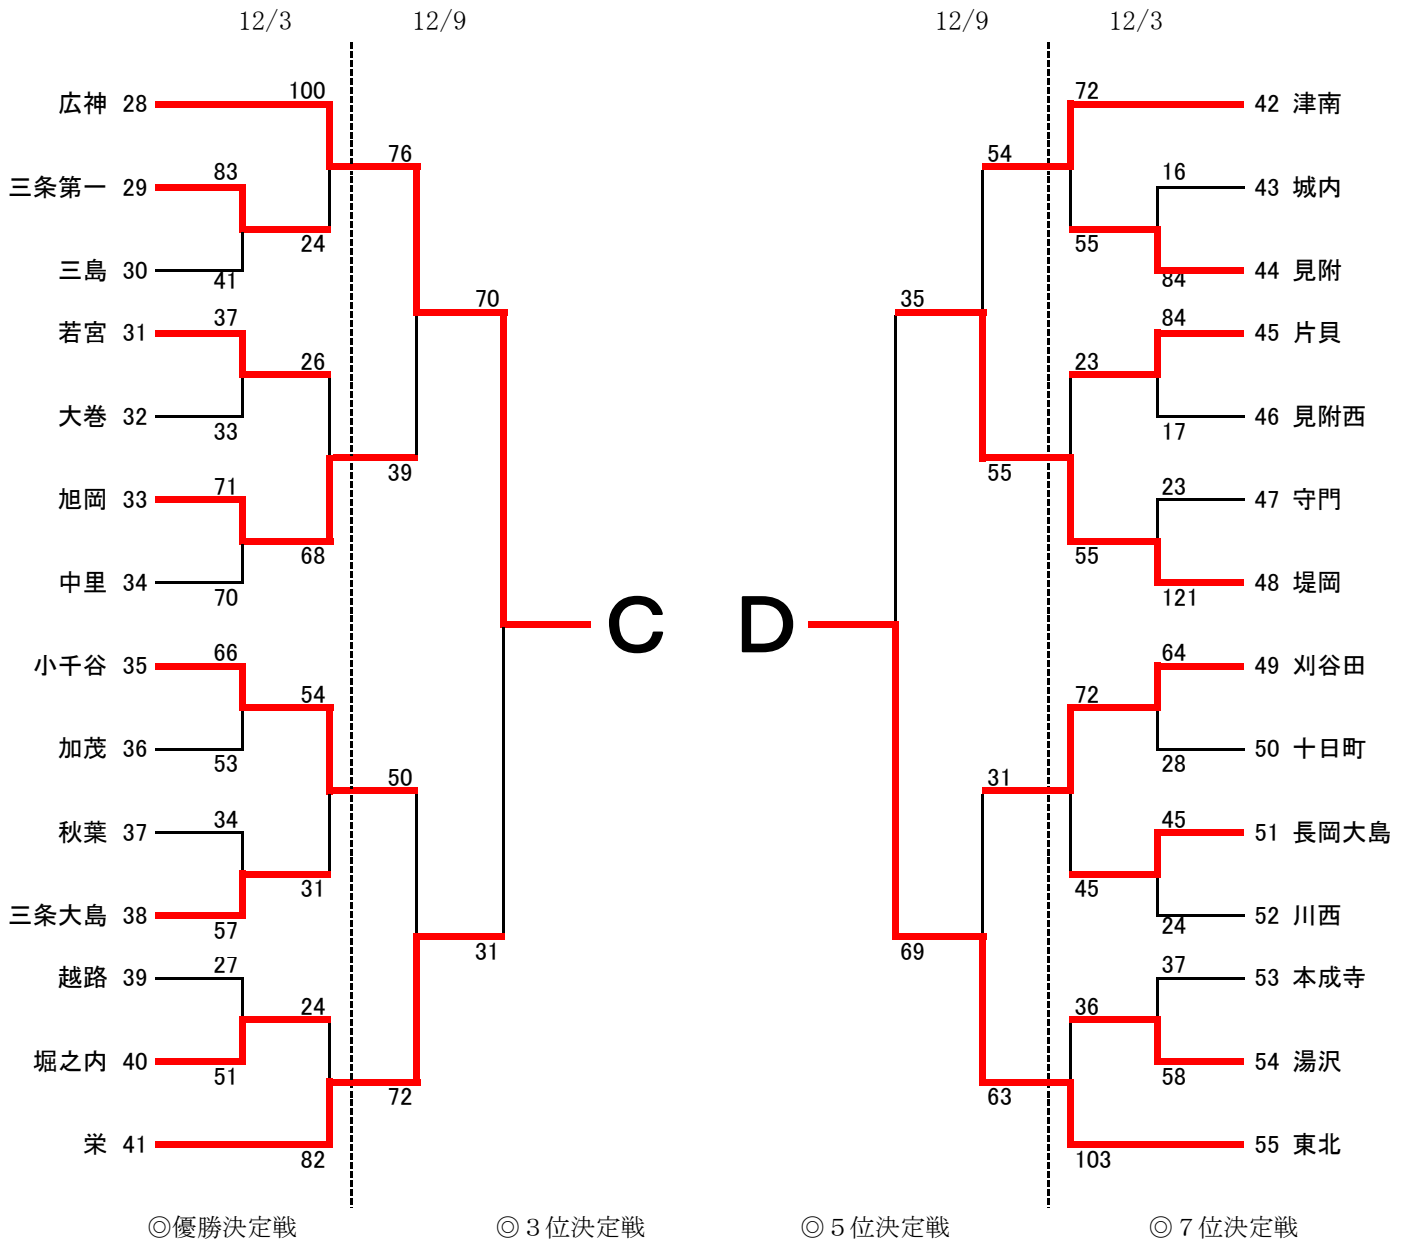 12/3 12/9 12/9 12/3
100 72
広神 28 42 津南
76 54
83 16
三条第一 29 43 城内
24 55
三島 30 44 見附
41 84
70 35
37 84
若宮 31 45 片貝
26 23
大巻 32 46 見附西
33 17
39 55
71 23
旭岡 33 47 守門
68 55
中里 34 48 堤岡
70 121
C D
66 64
小千谷 35 49 刈谷田
54 72
加茂 36 50 十日町
53 28
50 31
34 45
秋葉 37 51 長岡大島
31 45
三条大島 38 52 川西
57 24
31 69
27 37
越路 39 53 本成寺
24 36
堀之内 40 54 湯沢
51 58
72 63
栄 41 55 東北
82 103
◎優勝決定戦 ◎３位決定戦 ◎５位決定戦 ◎７位決定戦